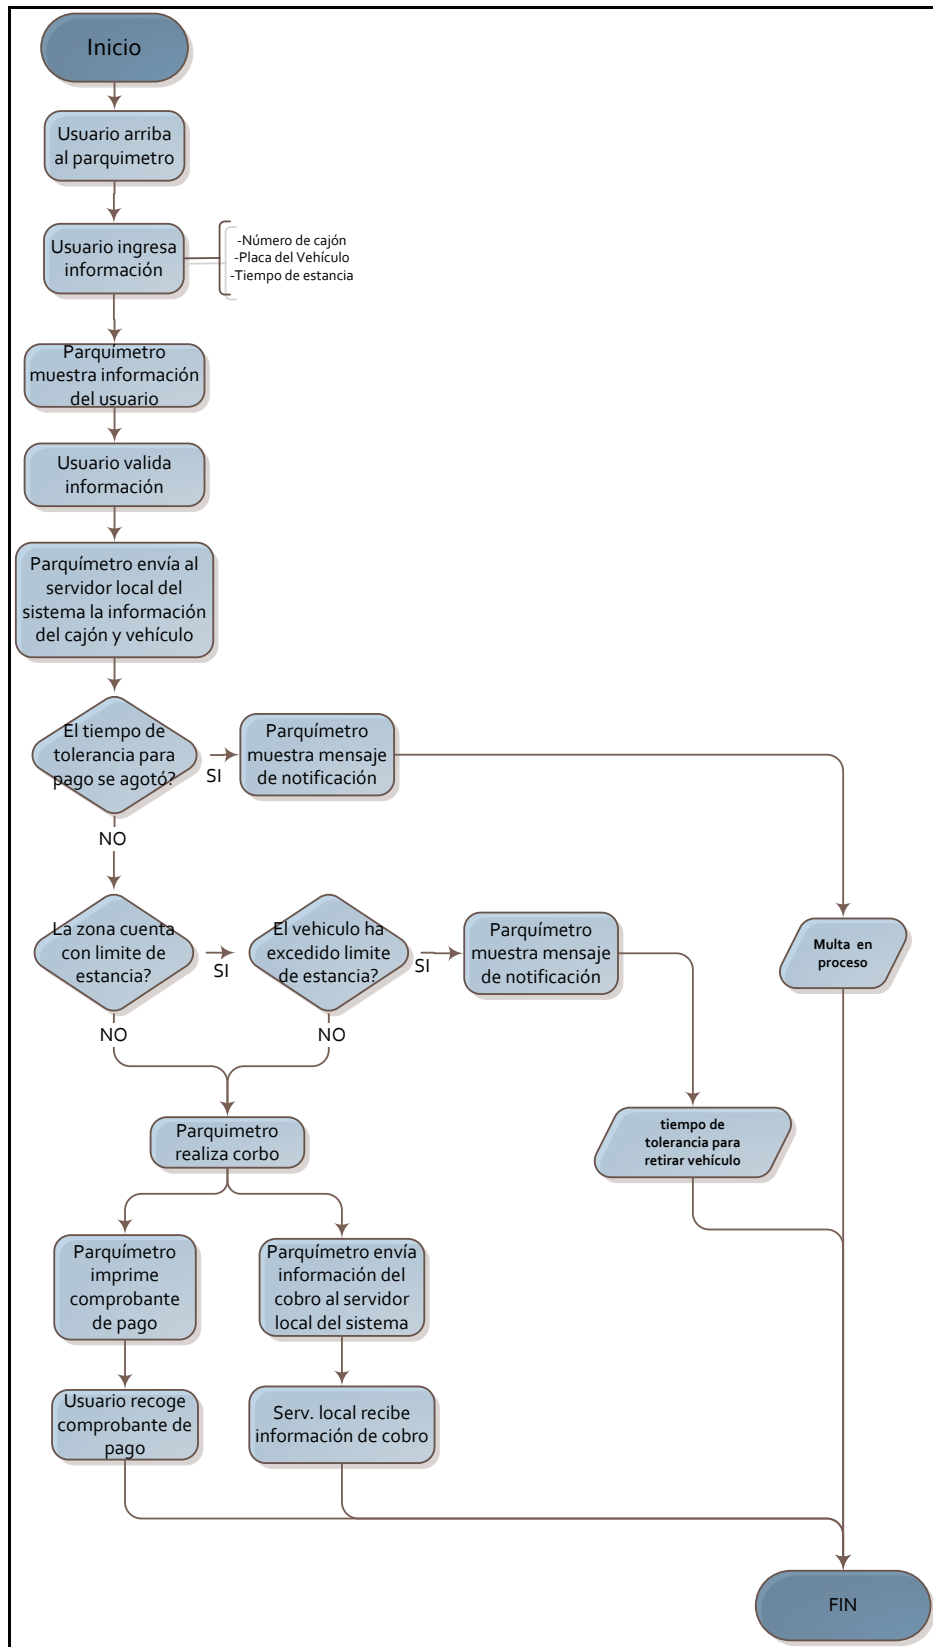 Inicio
Usuario arriba
al parquimetro
Usuario ingresa
información
-Número de cajón
-Placa del Vehículo
-Tiempo de estancia
Parquímetro
muestra información
del usuario
Usuario valida
información
Parquímetro envía al
servidor local del
sistema la información
del cajón y vehículo
El tiempo de
tolerancia para
pago se agotó?
SI
Parquímetro
muestra mensaje
de notificación
NO
La zona cuenta
con limite de
estancia?
SI
El vehiculo ha
excedido limite
de estancia?
SI
Parquímetro
muestra mensaje
de notificación
Multa en
proceso
NO
NO
Parquimetro
realiza corbo
tiempo de
tolerancia para
retirar vehículo
Parquímetro
imprime
comprobante
de pago
Parquímetro envía
información del
cobro al servidor
local del sistema
Usuario recoge
comprobante de
pago
Serv. local recibe
información de cobro
FIN